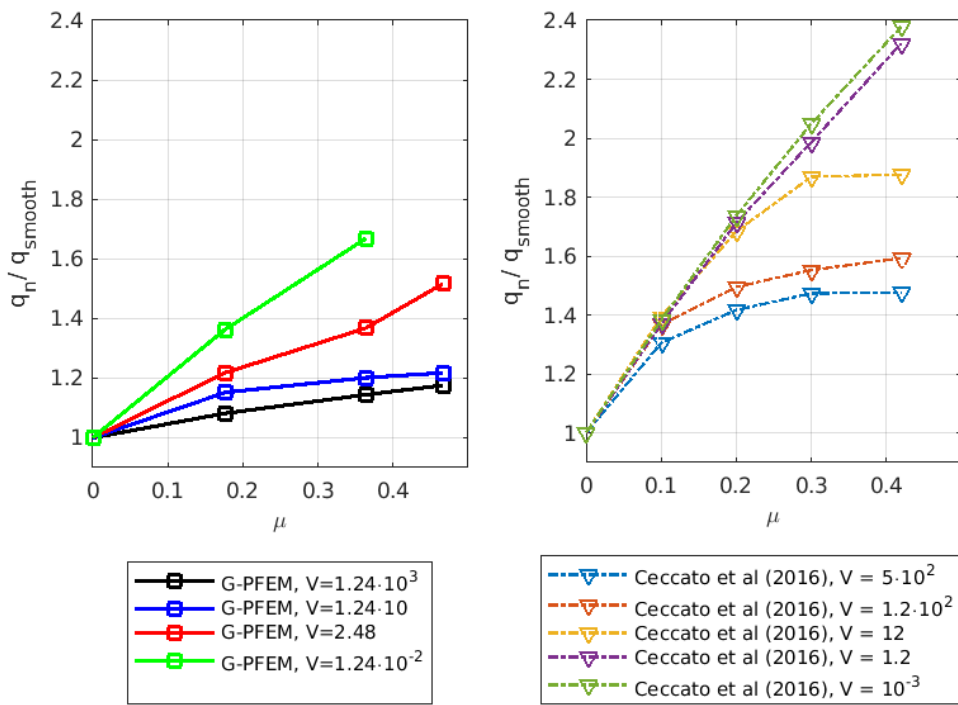 2.4
2.2
2
1.8
1.6
1.4
1.2
1
q_n/ q_smooth
0
0.1
0.2
0.3
0.4
μ
2.4
2.2
2
1.8
1.6
1.4
1.2
1
q_n/ q_smooth
0
0.1
0.2
0.3
0.4
μ
G-PFEM, V=1.24·10^3
G-PFEM, V=1.24·10
G-PFEM, V=2.48
G-PFEM, V=1.24·10^-2
Ceccato et al (2016), V = 5·10^2
Ceccato et al (2016), V = 1.2·10^2
Ceccato et al (2016), V = 12
Ceccato et al (2016), V = 1.2
Ceccato et al (2016), V = 10^-3